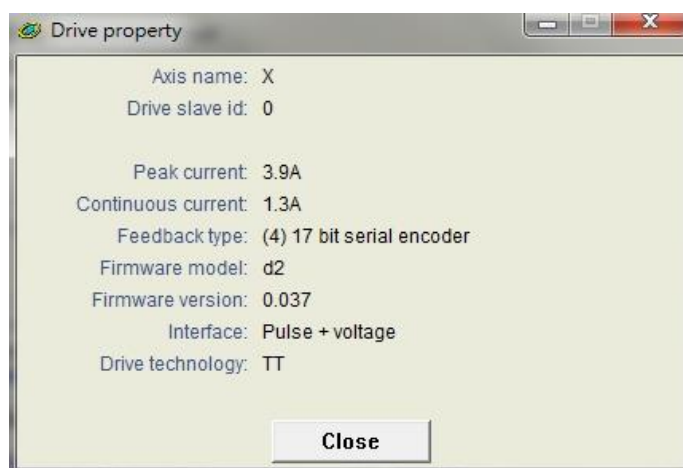 Drive property
Axis name: X
Drive slave id: 0
Peak current: 3.9A
Continuous current: 1.3A
Feedback type: (4) 17 bit serial encoder
Firmware model: d2
Firmware version: 0.037
Interface: Pulse + voltage
Drive technology: TT
Close